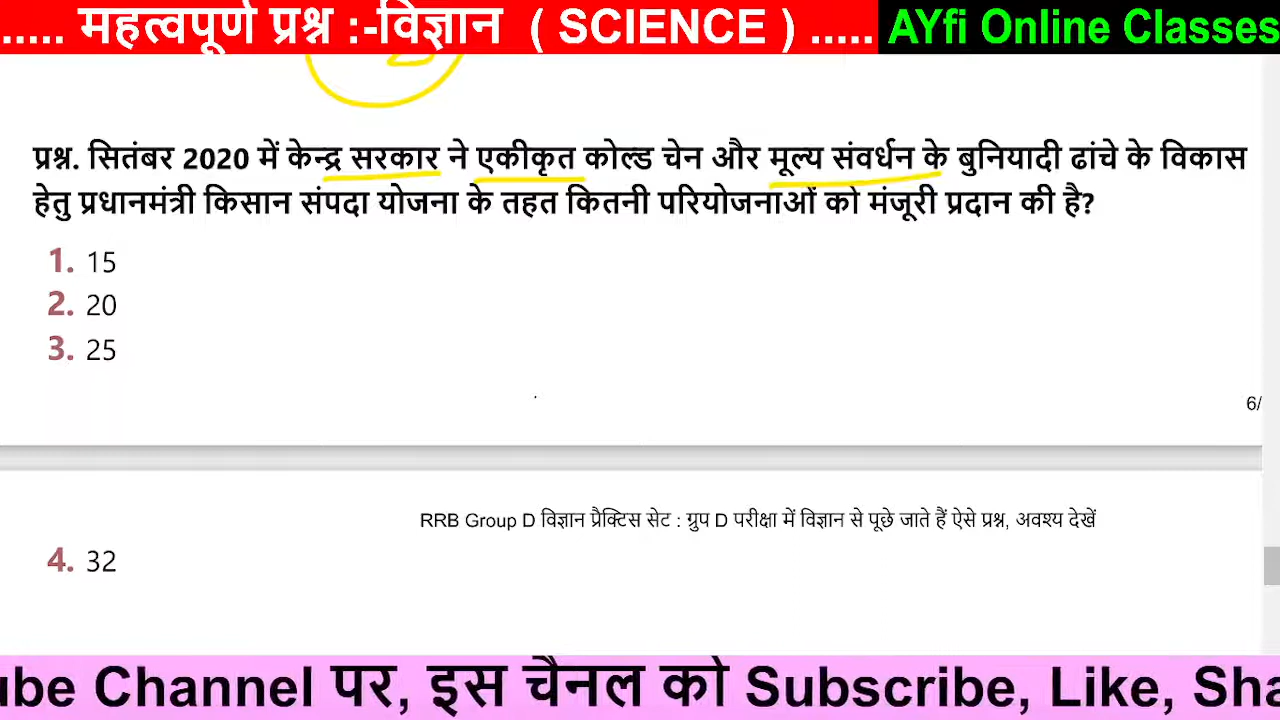 ..... महत्वपूर्ण प्रश्न :-विज्ञान ( SCIENCE ) ..... AYfi Online Classes
प्रश्न. सितंबर 2020 में केन्द्र सरकार ने एकीकृत कोल्ड चेन और मूल्य संवर्धन के बुनियादी ढांचे के विकास
हेतु प्रधानमंत्री किसान संपदा योजना के तहत कितनी परियोजनाओं को मंजूरी प्रदान की है?
1. 15
2. 20
3. 25
6/
RRB Group D विज्ञान प्रैक्टिस सेट : ग्रुप D परीक्षा में विज्ञान से पूछे जाते हैं ऐसे प्रश्न, अवश्य देखें
4. 32
ube Channel पर, इस चैनल को Subscribe, Like, Sha